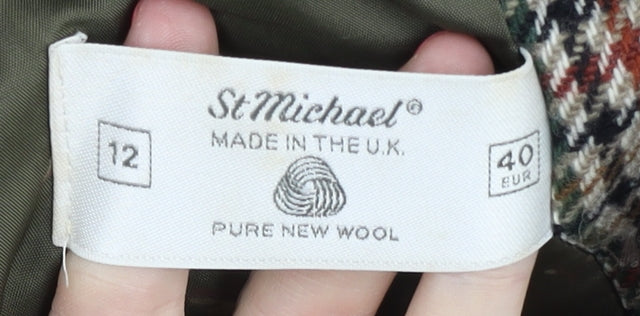 St Michael®
MADE IN THE U.K.
12
40
EUR
PURE NEW WOOL